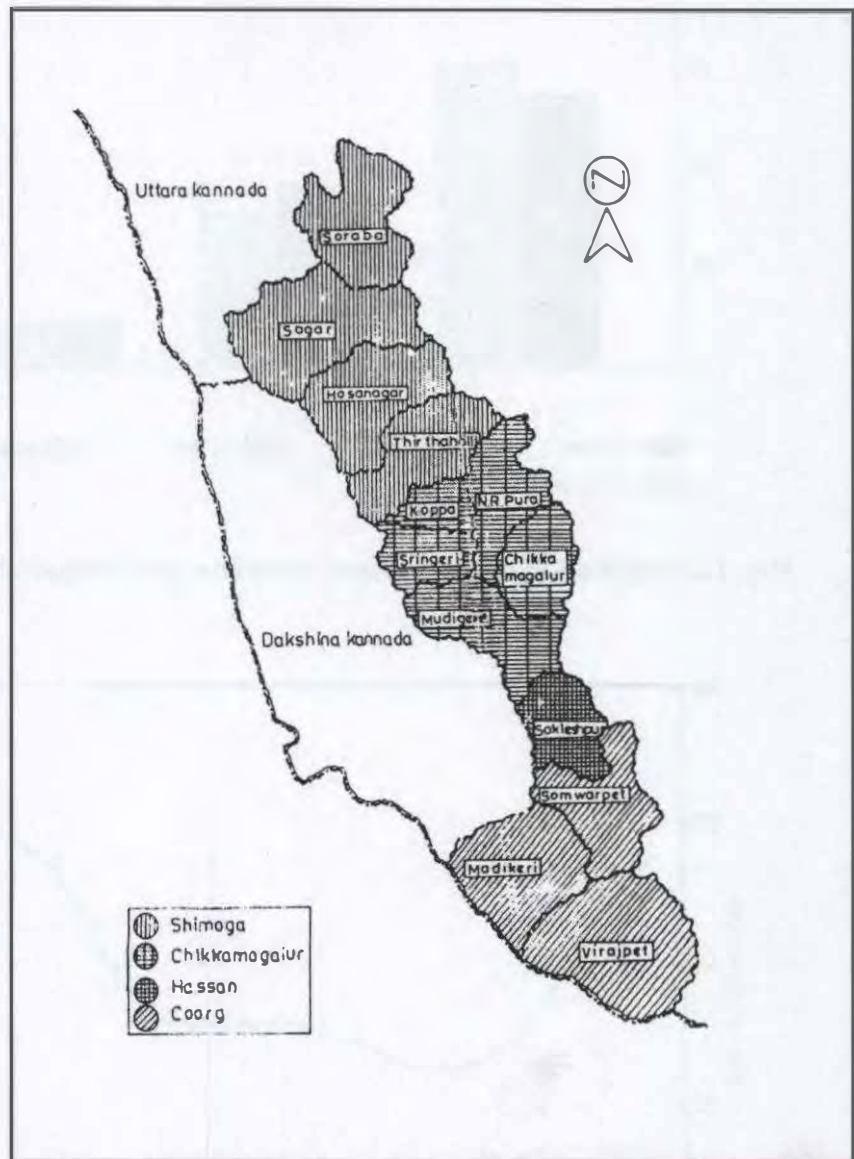 Uttara kannada
Soraba
Sagar
Hosanagar
Thirthahalli
Koppa
N.R Pura
Sringeri
Chikka
magalur
Mudigere
Dakshina kannada
Sakleshpur
Somwarpet
Madikeri
Virajpet
Shimoga
Chikkamagalur
Hassan
Coorg
N